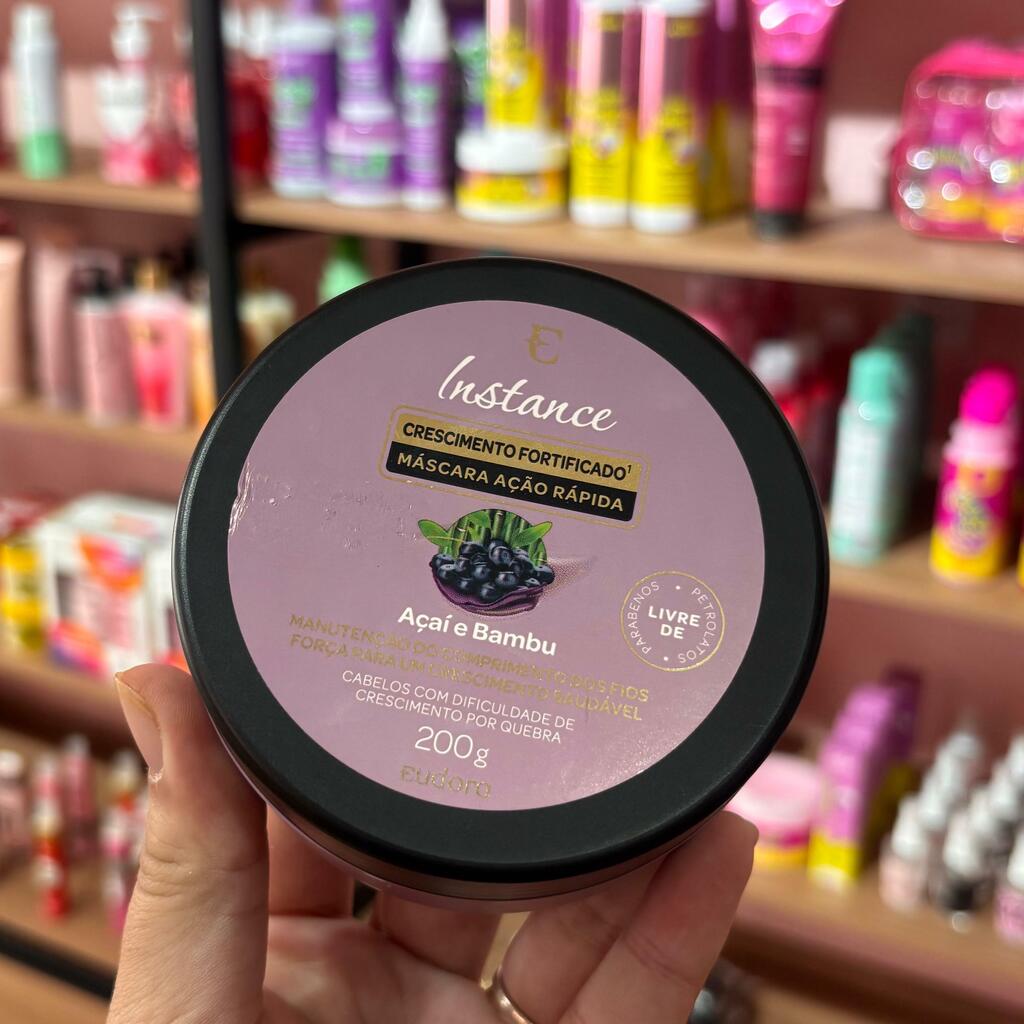 E
Instance
CRESCIMENTO FORTIFICADO¹
MÁSCARA AÇÃO RÁPIDA
Açaí e Bambu
MANUTENÇÃO DO COMPRIMENTO DOS FIOS
FORÇA PARA UM CRESCIMENTO SAUDÁVEL
CABELOS COM DIFICULDADE DE
CRESCIMENTO POR QUEBRA
200g
Eudora
LIVRE
DE
PARABENOS • PETROLATOS •